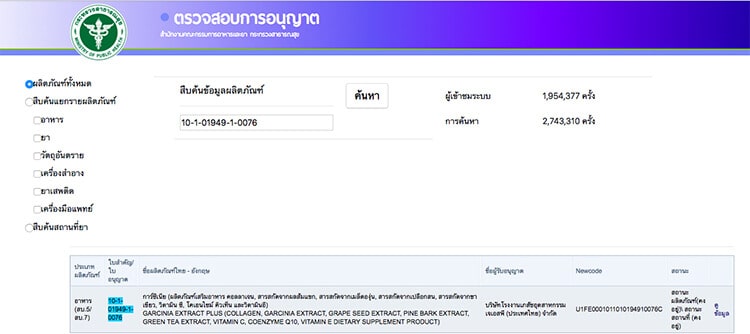 กระทรวงสาธารณสุข
MINISTRY OF PUBLIC HEALTH
ตรวจสอบการอนุญาต
สำนักงานคณะกรรมการอาหารและยา กระทรวงสาธารณสุข
ผลิตภัณฑ์ทั้งหมด
สืบค้นแยกรายผลิตภัณฑ์
อาหาร
ยา
วัตถุอันตราย
เครื่องสำอาง
ยาเสพติด
เครื่องมือแพทย์
สืบค้นสถานที่ยา
สืบค้นข้อมูลผลิตภัณฑ์
ค้นหา
10-1-01949-1-0076
ผู้เข้าชมระบบ 1,954,377 ครั้ง
การค้นหา 2,743,310 ครั้ง
ประเภทผลิตภัณฑ์
ใบสำคัญ/ใบอนุญาต
ชื่อผลิตภัณฑ์ไทย - อังกฤษ
ชื่อผู้รับอนุญาต
Newcode
สถานะ
อาหาร
(สบ.5/
สบ.7)
10-1-
01949-1-
0076
การ์ซิเนีย (ผลิตภัณฑ์เสริมอาหาร คอลลาเจน, สารสกัดจากผลส้มแขก, สารสกัดจากเมล็ดองุ่น, สารสกัดจากเปลือกสน, สารสกัดจากชา
เขียว, วิตามิน ซี, โคเอนไซม์ คิวเท็น และวิตามินอี)
GARCINIA EXTRACT PLUS (COLLAGEN, GARCINIA EXTRACT, GRAPE SEED EXTRACT, PINE BARK EXTRACT,
GREEN TEA EXTRACT, VITAMIN C, COENZYME Q10, VITAMIN E DIETARY SUPPLEMENT PRODUCT)
บริษัทโรงงานเภสัชอุตสาหกรรม
เจเอสพี (ประเทศไทย) จำกัด
U1FE0001011010194910076C
สถานะ
ผลิตภัณฑ์(คง
อยู่): สถานะ
สถานที่ (คง
อยู่)
ดู
ข้อมูล